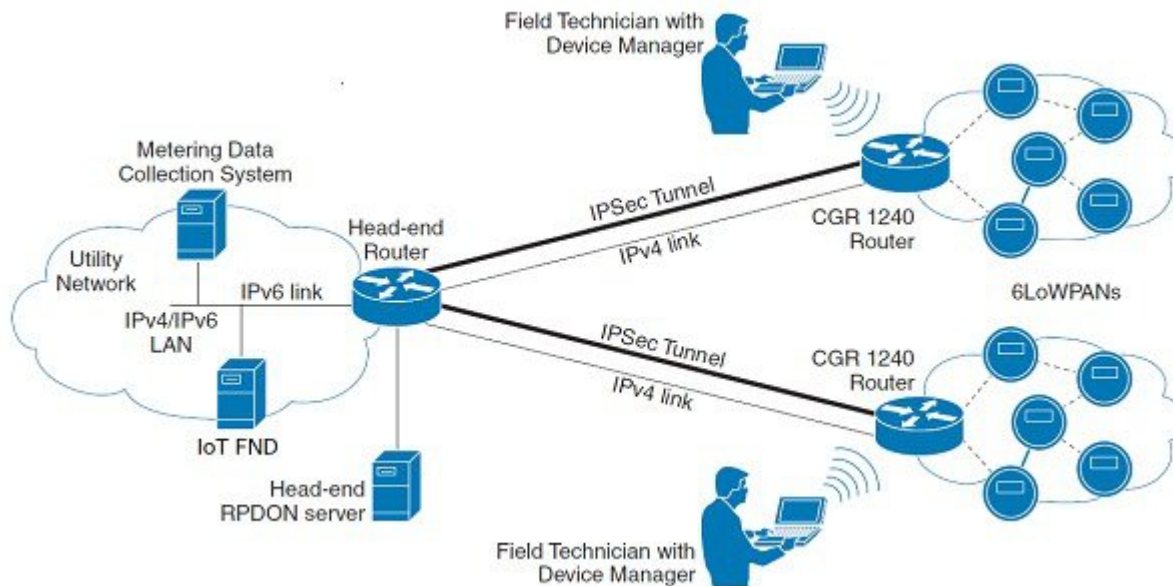 Field Technician with
Device Manager
Metering Data
Collection System
Utility
Network
IPv6 link
IPv4/IPv6
LAN
IoT FND
Head-end
Router
Head-end
RPDON server
IPSec Tunnel
IPv4 link
CGR 1240
Router
6LoWPANs
IPSec Tunnel
IPv4 link
CGR 1240
Router
Field Technician with
Device Manager